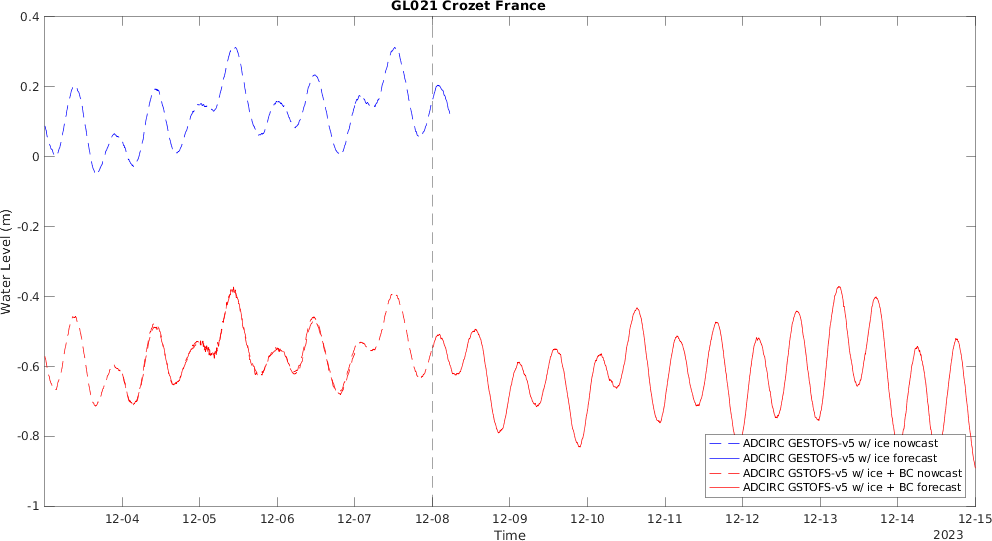 GL021 Crozet France
Water Level (m)
0.4
0.2
0
-0.2
-0.4
-0.6
-0.8
-1
ADCIRC GESTOFS-v5 w/ ice nowcast
ADCIRC GESTOFS-v5 w/ ice forecast
ADCIRC GSTOFS-v5 w/ ice + BC nowcast
ADCIRC GSTOFS-v5 w/ ice + BC forecast
12-04 12-05 12-06 12-07 12-08 12-09 12-10 12-11 12-12 12-13 12-14 12-15
Time
2023